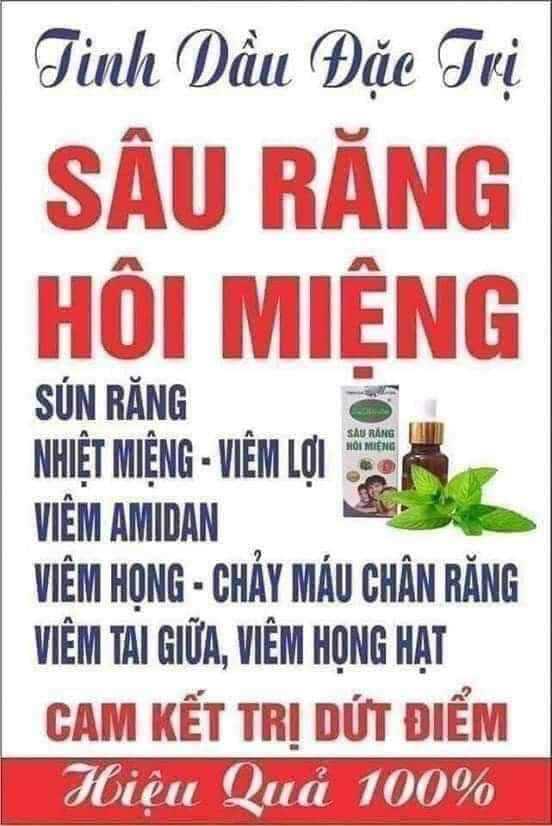 Tinh Dầu Đặc Trị
SÂU RĂNG
HÔI MIỆNG
SÚN RĂNG
NHIỆT MIỆNG - VIÊM LỢI
VIÊM AMIDAN
VIÊM HỌNG - CHẢY MÁU CHÂN RĂNG
VIÊM TAI GIỮA, VIÊM HỌNG HẠT
SÂU RĂNG
HÔI MIỆNG
CAM KẾT TRỊ DỨT ĐIỂM
Hiệu Quả 100%